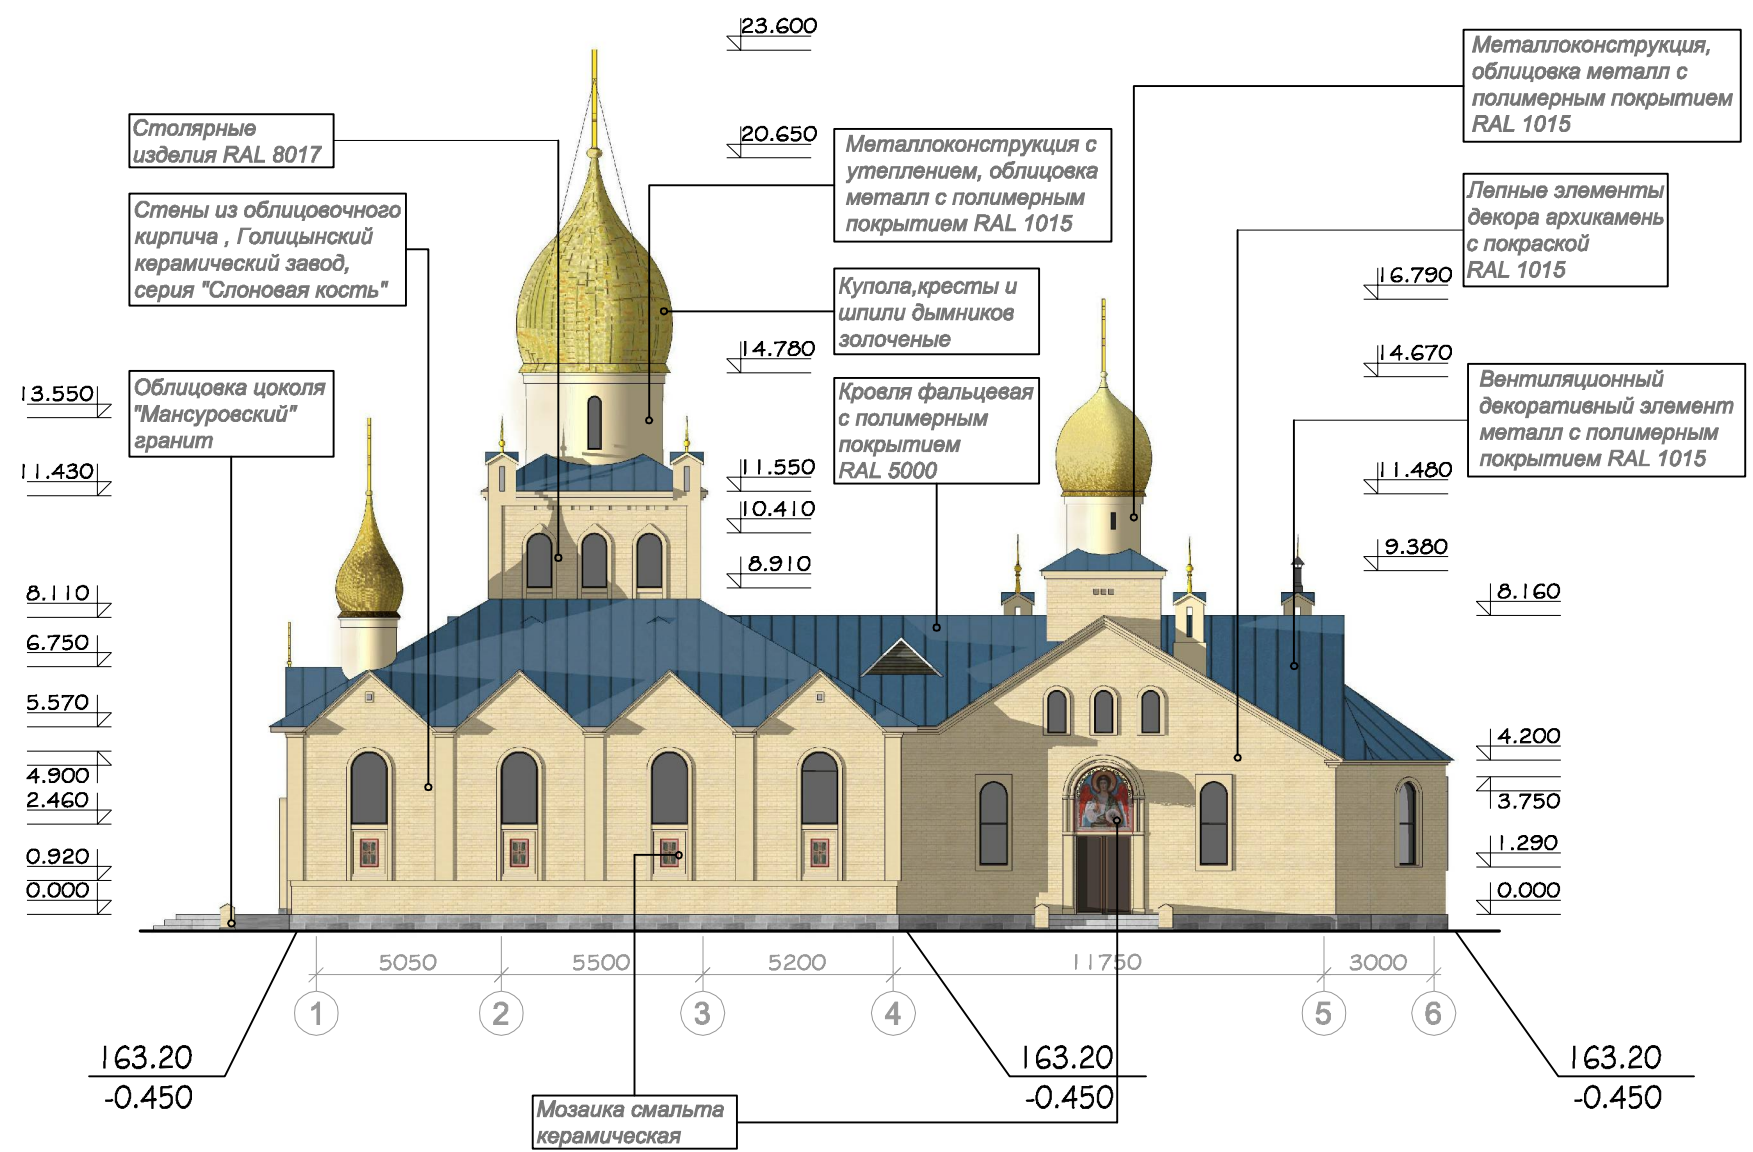 23.600
Металлоконструкция,
облицовка металл с
полимерным покрытием
RAL 1015
Столярные
изделия RAL 8017
20.650
Металлоконструкция с
утеплением, облицовка
металл с полимерным
покрытием RAL 1015
Лепные элементы
декора архикамень
с покраской
RAL 1015
Стены из облицовочного
кирпича , Голицынский
керамический завод,
серия "Слоновая кость"
Купола,кресты и
шпили дымников
золоченые
16.790
14.780
14.670
13.550
Облицовка цоколя
"Мансуровский"
гранит
Кровля фальцевая
с полимерным
покрытием
RAL 5000
Вентиляционный
декоративный элемент
металл с полимерным
покрытием RAL 1015
11.430
11.550
11.480
10.410
9.380
8.910
8.110
8.160
6.750
5.570
4.200
4.900
2.460
3.750
0.920
1.290
0.000
0.000
5050
5500
5200
11750
3000
1
2
3
4
5
6
163.20
-0.450
163.20
-0.450
163.20
-0.450
Мозаика смальта
керамическая